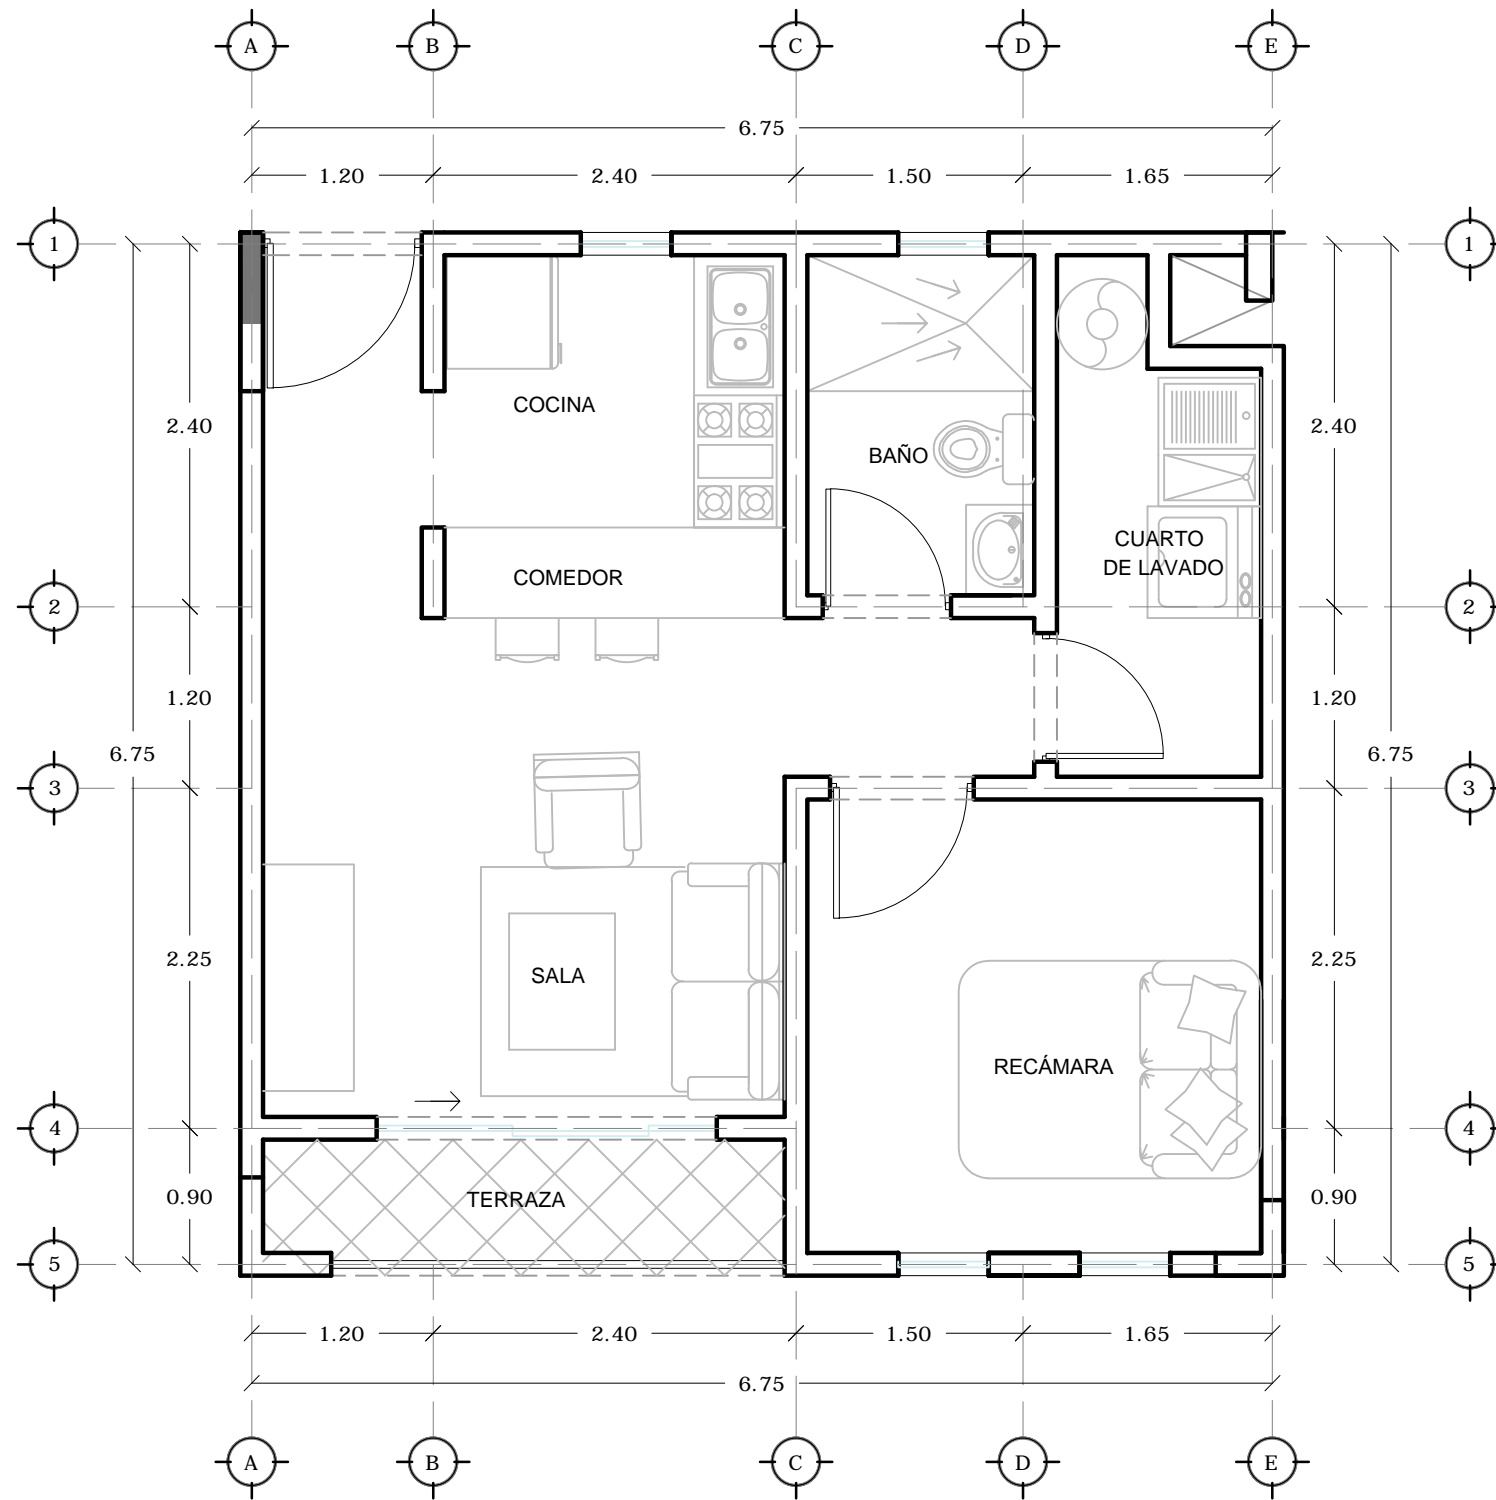 A B C D E
6.75
1.20 2.40 1.50 1.65
1 1
2.40 COCINA 2.40
BAÑO
CUARTO
DE LAVADO
COMEDOR
2 2
1.20 1.20
6.75 6.75
3 3
2.25 2.25
SALA
RECÁMARA
4 4
0.90 TERRAZA 0.90
5 5
1.20 2.40 1.50 1.65
6.75
A B C D E